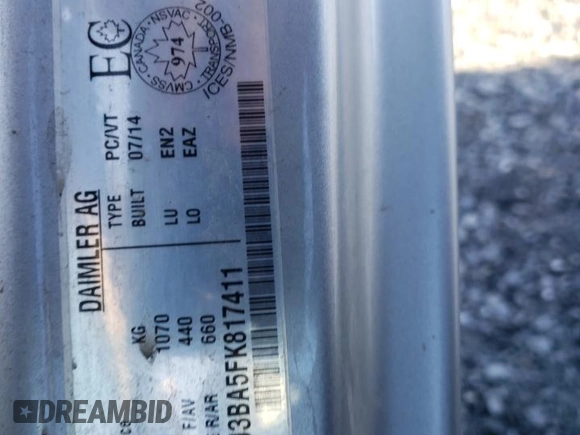 DAIMLER AG
TYPE PC/VT
BUILT 07/14
LU EN2
LO EAZ
EC
CMVSS · CANADA · NSVAC · TRANSPORT
974
ICES/NMB-002
KG
1070
F/AV 440
R/AR 660
3BA5FK817411
DREAMBID
.COM